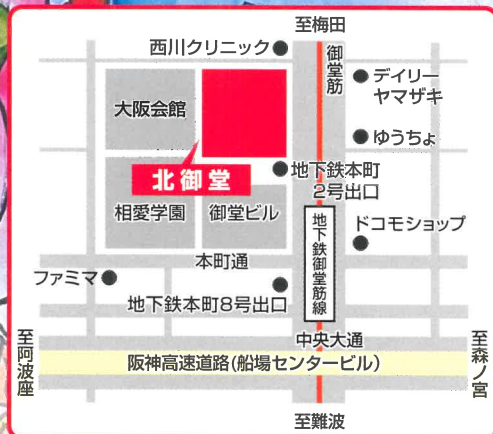 至梅田
西川クリニック
御堂筋
デイリー
ヤマザキ
大阪会館
ゆうちょ
北御堂
地下鉄本町
2号出口
相愛学園
御堂ビル
地下鉄御堂筋線
ドコモショップ
本町通
ファミマ
地下鉄本町8号出口
中央大通
至阿波座
阪神高速道路(船場センタービル)
至森ノ宮
至難波